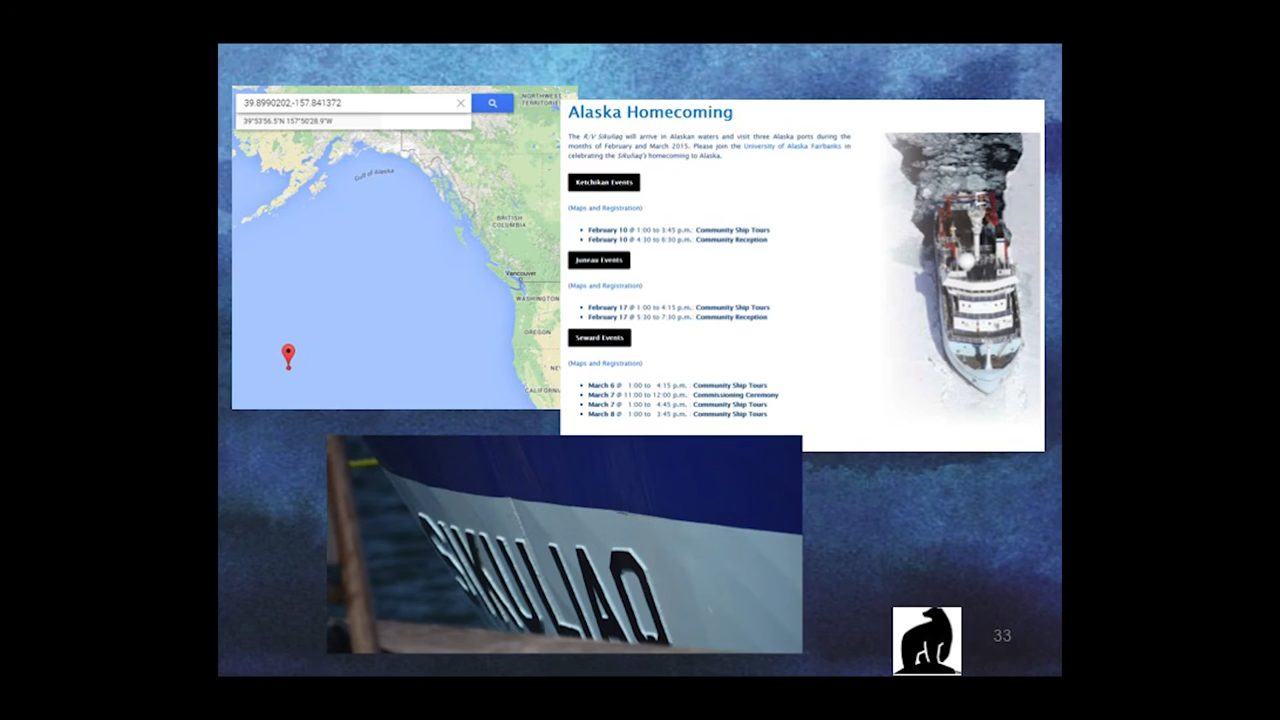 39.8990202,-157.841372
39°53'56.5"N 157°50'28.9"W
NORTHWEST
TERRITORIES
Gulf of Alaska
BRITISH
COLUMBIA
Vancouver
WASHINGTON
OREGON
NE
CALIFORNI
Alaska Homecoming
The R/V Sikuliaq will arrive in Alaskan waters and visit three Alaska ports during the
months of February and March 2015. Please join the University of Alaska Fairbanks in
celebrating the Sikuliaq's homecoming to Alaska.
Ketchikan Events
(Maps and Registration)
• February 10 @ 1:00 to 3:45 p.m. Community Ship Tours
• February 10 @ 4:30 to 6:30 p.m. Community Reception
Juneau Events
(Maps and Registration)
• February 17 @ 1:00 to 4:15 p.m. Community Ship Tours
• February 17 @ 5:30 to 7:30 p.m. Community Reception
Seward Events
(Maps and Registration)
• March 6 @ 1:00 to 4:15 p.m. Community Ship Tours
• March 7 @ 11:00 to 12:00 p.m. Commissioning Ceremony
• March 7 @ 1:00 to 4:45 p.m. Community Ship Tours
• March 8 @ 1:00 to 3:45 p.m. Community Ship Tours
SIKULIAQ
33